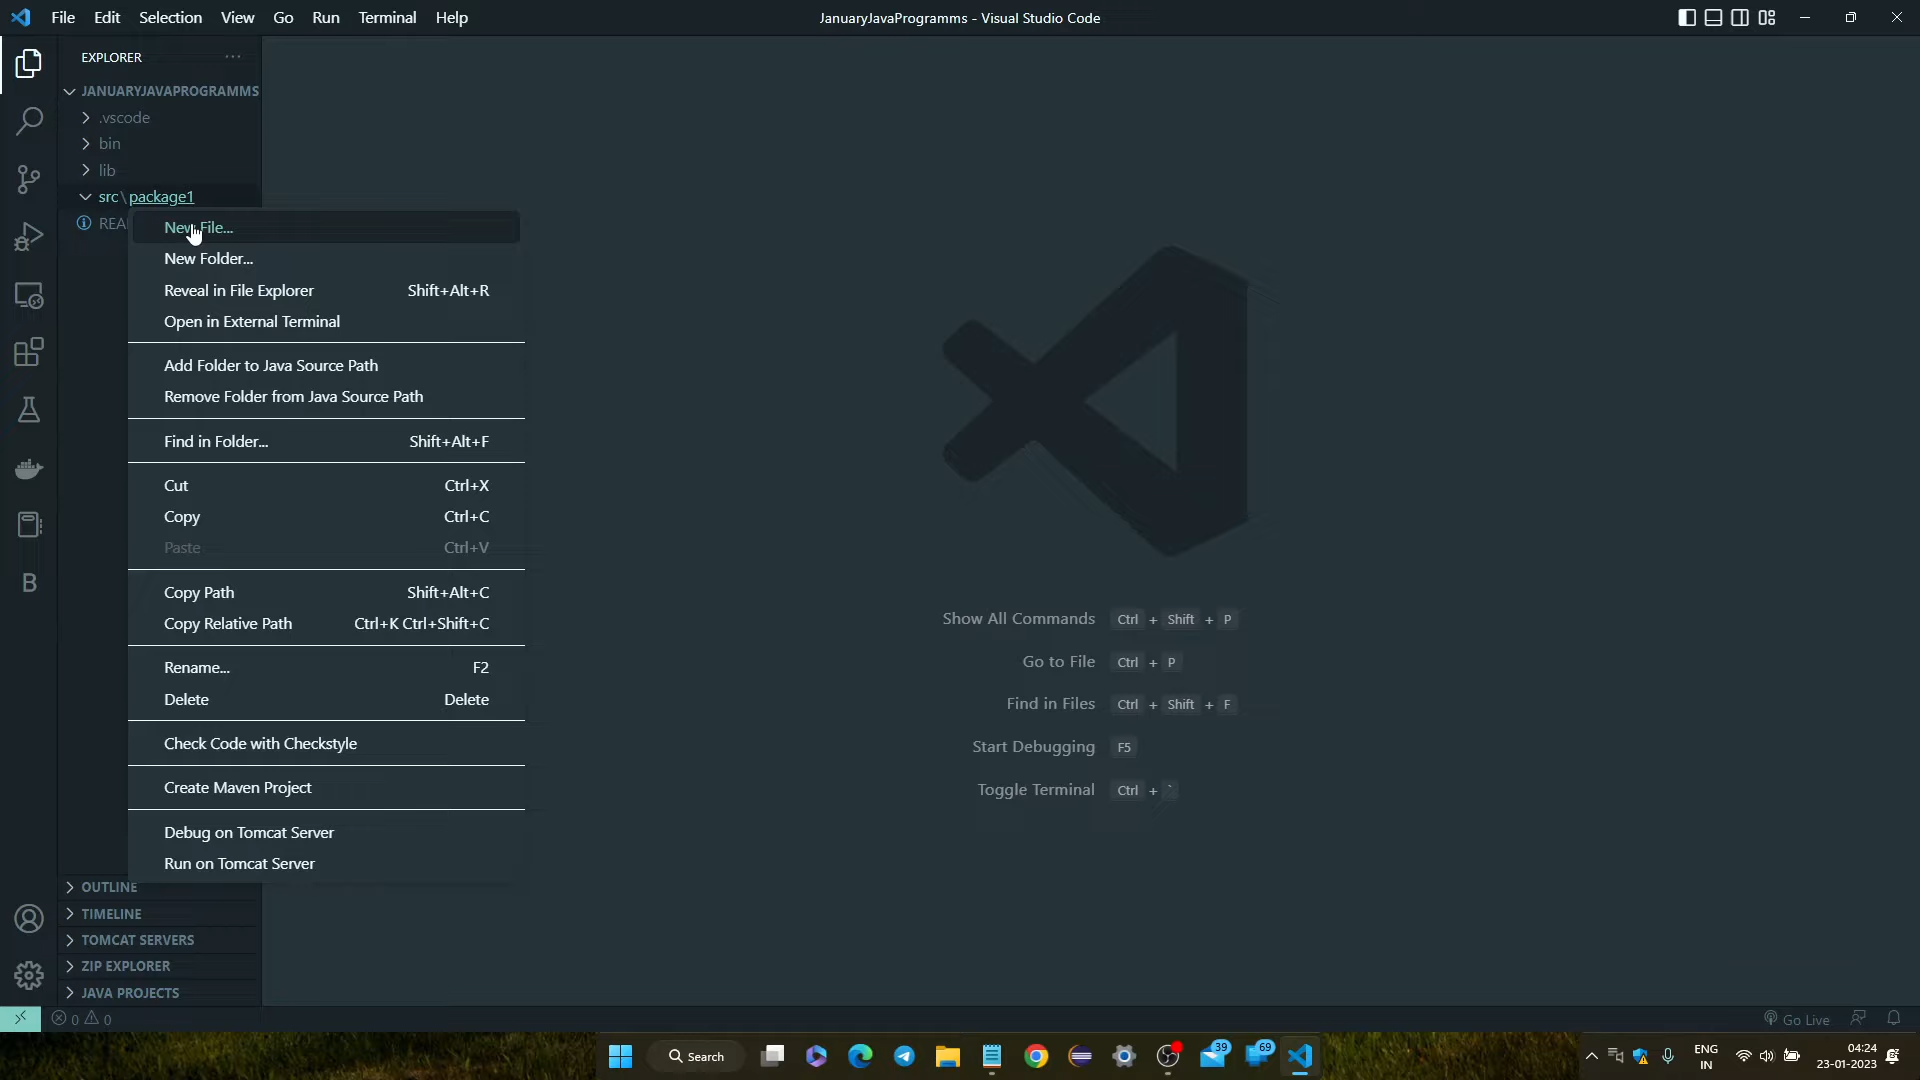 File Edit Selection View Go Run Terminal Help
JanuaryJavaProgramms - Visual Studio Code
EXPLORER
JANUARYJAVAPROGRAMMS
.vscode
bin
lib
src\package1
REA
New File...
New Folder...
Reveal in File Explorer Shift+Alt+R
Open in External Terminal
Add Folder to Java Source Path
Remove Folder from Java Source Path
Find in Folder... Shift+Alt+F
Cut Ctrl+X
Copy Ctrl+C
Paste Ctrl+V
Copy Path Shift+Alt+C
Copy Relative Path Ctrl+K Ctrl+Shift+C
Rename... F2
Delete Delete
Check Code with Checkstyle
Create Maven Project
Debug on Tomcat Server
Run on Tomcat Server
Show All Commands Ctrl + Shift + P
Go to File Ctrl + P
Find in Files Ctrl + Shift + F
Start Debugging F5
Toggle Terminal Ctrl + `
B
OUTLINE
TIMELINE
TOMCAT SERVERS
ZIP EXPLORER
JAVA PROJECTS
0 0
Go Live
Search
39
69
ENG
IN
04:24
23-01-2023